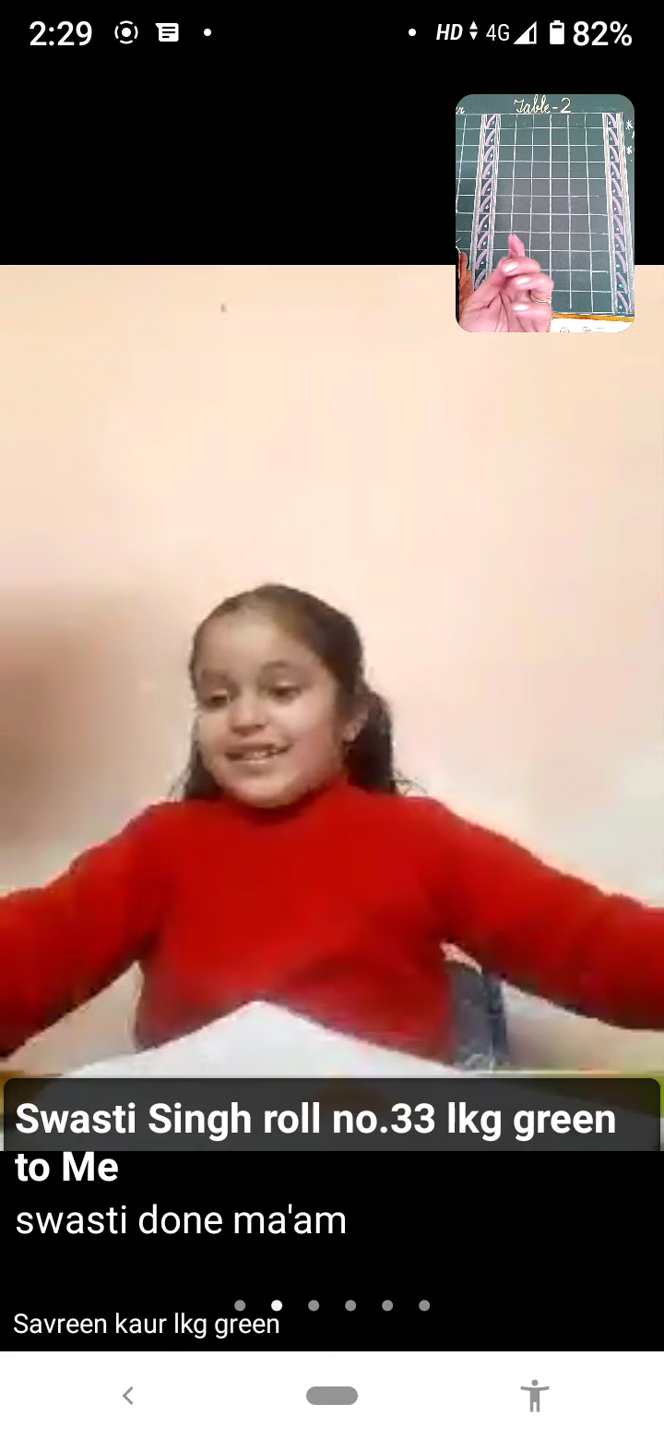 2:29 HD 4G 82%
Table-2
Swasti Singh roll no.33 lkg green
to Me
swasti done ma'am
Savreen kaur lkg green